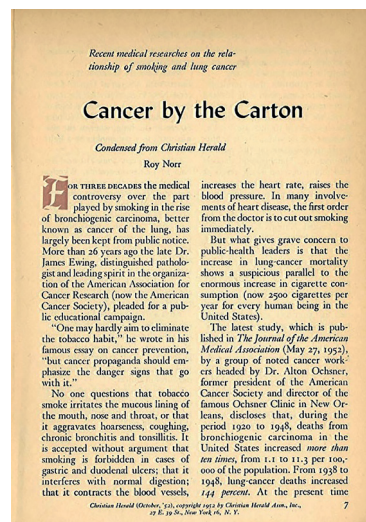 Recent medical researches on the rela-
tionship of smoking and lung cancer
Cancer by the Carton
Condensed from Christian Herald
Roy Norr
FOR THREE DECADES the medical
controversy over the part
played by smoking in the rise
of bronchiogenic carcinoma, better
known as cancer of the lung, has
largely been kept from public notice.
More than 26 years ago the late Dr.
James Ewing, distinguished patholo-
gist and leading spirit in the organiza-
tion of the American Association for
Cancer Research (now the American
Cancer Society), pleaded for a pub-
lic educational campaign.
"One may hardly aim to eliminate
the tobacco habit," he wrote in his
famous essay on cancer prevention,
"but cancer propaganda should em-
phasize the danger signs that go
with it."
No one questions that tobacco
smoke irritates the mucous lining of
the mouth, nose and throat, or that
it aggravates hoarseness, coughing,
chronic bronchitis and tonsillitis. It
is accepted without argument that
smoking is forbidden in cases of
gastric and duodenal ulcers; that it
interferes with normal digestion;
that it contracts the blood vessels,
increases the heart rate, raises the
blood pressure. In many involve-
ments of heart disease, the first order
from the doctor is to cut out smoking
immediately.
But what gives grave concern to
public-health leaders is that the
increase in lung-cancer mortality
shows a suspicious parallel to the
enormous increase in cigarette con-
sumption (now 2500 cigarettes per
year for every human being in the
United States).
The latest study, which is pub-
lished in The Journal of the American
Medical Association (May 27, 1952),
by a group of noted cancer work-
ers headed by Dr. Alton Ochsner,
former president of the American
Cancer Society and director of the
famous Ochsner Clinic in New Or-
leans, discloses that, during the
period 1920 to 1948, deaths from
bronchiogenic carcinoma in the
United States increased more than
ten times, from 1.1 to 11.3 per 100,-
000 of the population. From 1938 to
1948, lung-cancer deaths increased
144 percent. At the present time
Christian Herald (October, '52), copyright 1952 by Christian Herald Assn., Inc.,
27 E. 39 St., New York 16, N. Y.
7